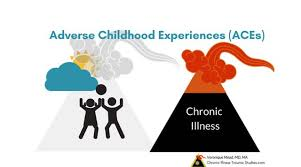 Adverse Childhood Experiences (ACEs)
Chronic
Illness
Veronique Mead, MD, MA
Chronic Illness Trauma Studies.com